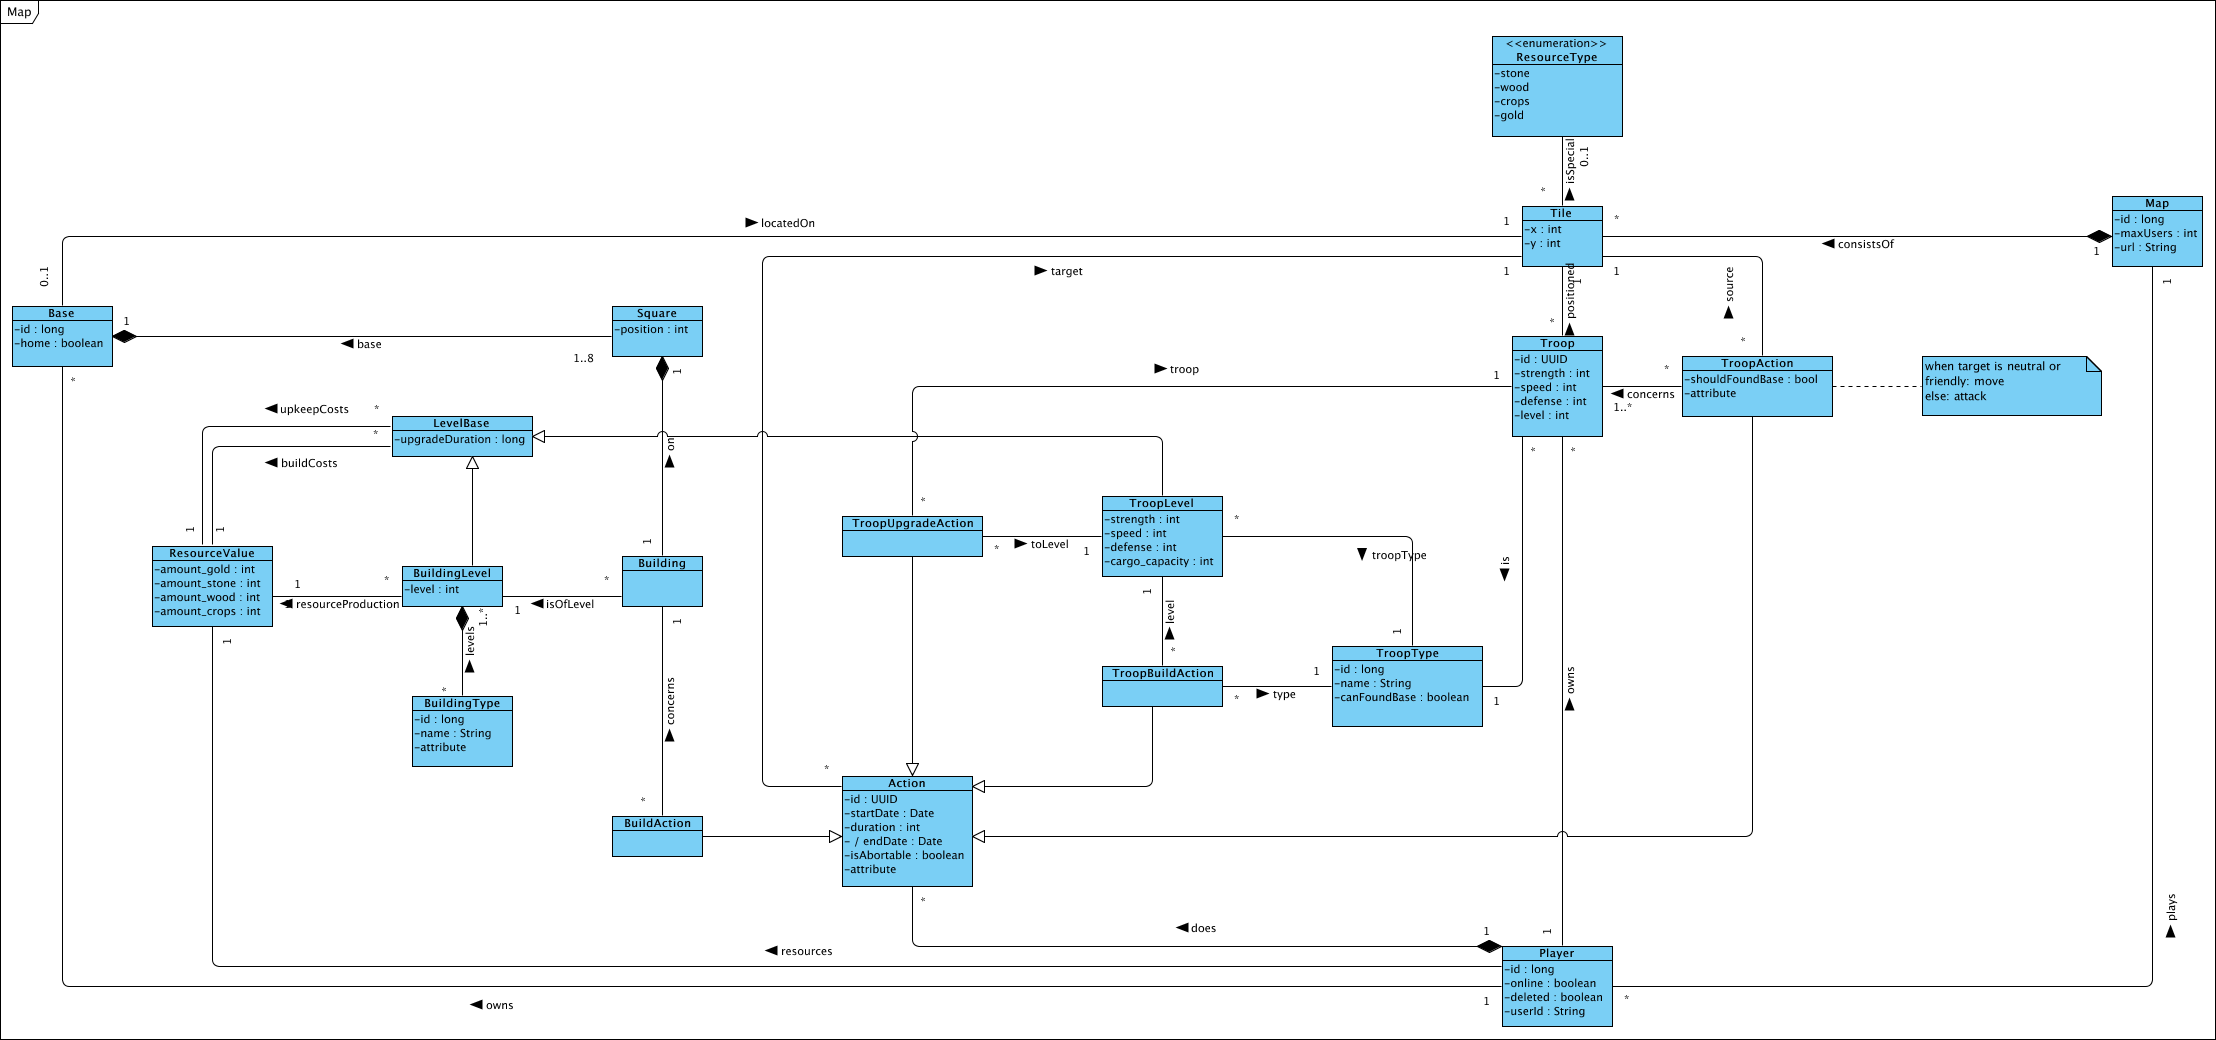 Map
<<enumeration>>
ResourceType
-stone
-wood
-crops
-gold
isSpecial
0..1
*
Tile
-x : int
-y : int
Map
-id : long
-maxUsers : int
-url : String
locatedOn
1
*
consistsOf
1
0..1
target
1
1
positioned
1
*
source
*
1
Base
-id : long
-home : boolean
1
base
1..8
*
Square
-position : int
1
Troop
-id : UUID
-strength : int
-speed : int
-defense : int
-level : int
troop
1
*
concerns
1..*
TroopAction
-shouldFoundBase : bool
-attribute
when target is neutral or
friendly: move
else: attack
upkeepCosts
*
*
buildCosts
1
1
LevelBase
-upgradeDuration : long
on
1
*
*
*
TroopUpgradeAction
*
toLevel
1
TroopLevel
-strength : int
-speed : int
-defense : int
-cargo_capacity : int
*
troopType
1
is
ResourceValue
-amount_gold : int
-amount_stone : int
-amount_wood : int
-amount_crops : int
1
resourceProduction
*
1
BuildingLevel
-level : int
1
isOfLevel
*
Building
1
1..*
levels
*
BuildingType
-id : long
-name : String
-attribute
concerns
*
1
level
*
TroopBuildAction
*
type
1
TroopType
-id : long
-name : String
-canFoundBase : boolean
1
owns
1
BuildAction
*
Action
-id : UUID
-startDate : Date
-duration : int
- / endDate : Date
-isAbortable : boolean
-attribute
*
does
1
resources
owns
1
Player
-id : long
-online : boolean
-deleted : boolean
-userId : String
*
plays
1